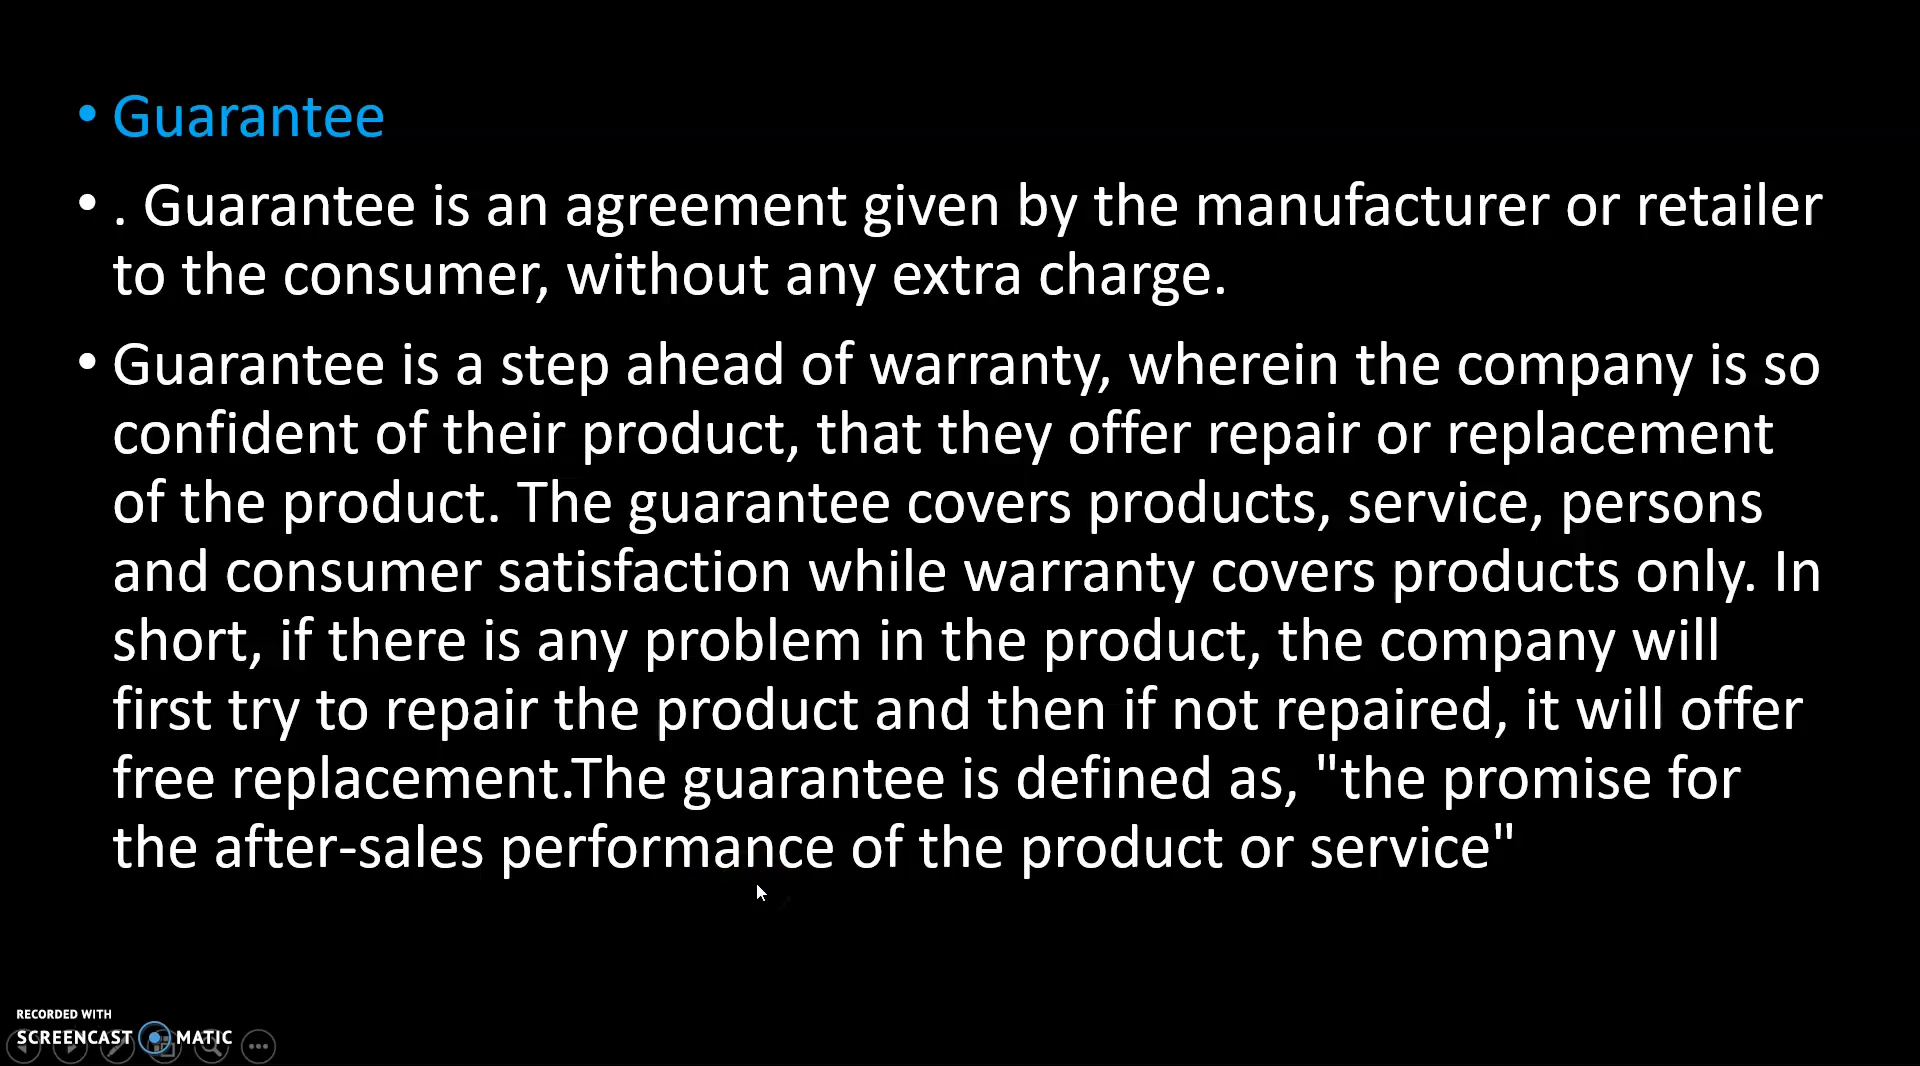 • Guarantee
• . Guarantee is an agreement given by the manufacturer or retailer
to the consumer, without any extra charge.
• Guarantee is a step ahead of warranty, wherein the company is so
confident of their product, that they offer repair or replacement
of the product. The guarantee covers products, service, persons
and consumer satisfaction while warranty covers products only. In
short, if there is any problem in the product, the company will
first try to repair the product and then if not repaired, it will offer
free replacement.The guarantee is defined as, "the promise for
the after-sales performance of the product or service"
RECORDED WITH
SCREENCAST MATIC